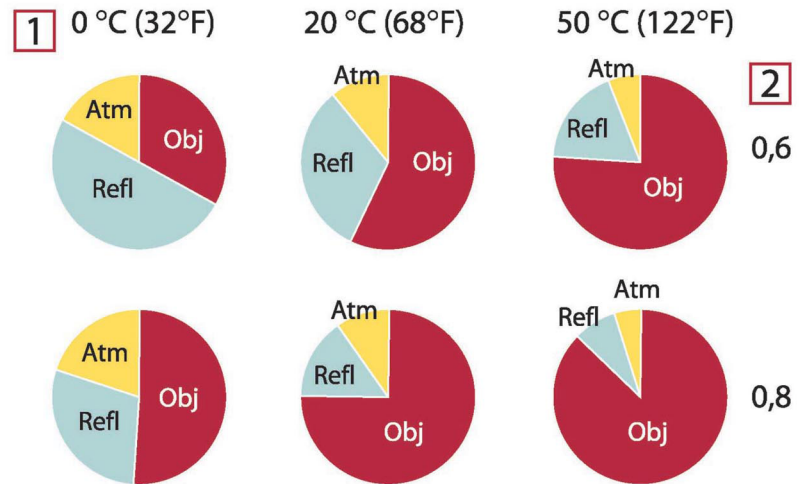 1 0 °C (32°F) 20 °C (68°F) 50 °C (122°F)
2
0,6
Atm Obj Refl
Atm Refl Obj
Atm Refl Obj
0,8
Atm Obj Refl
Atm Refl Obj
Atm Refl Obj